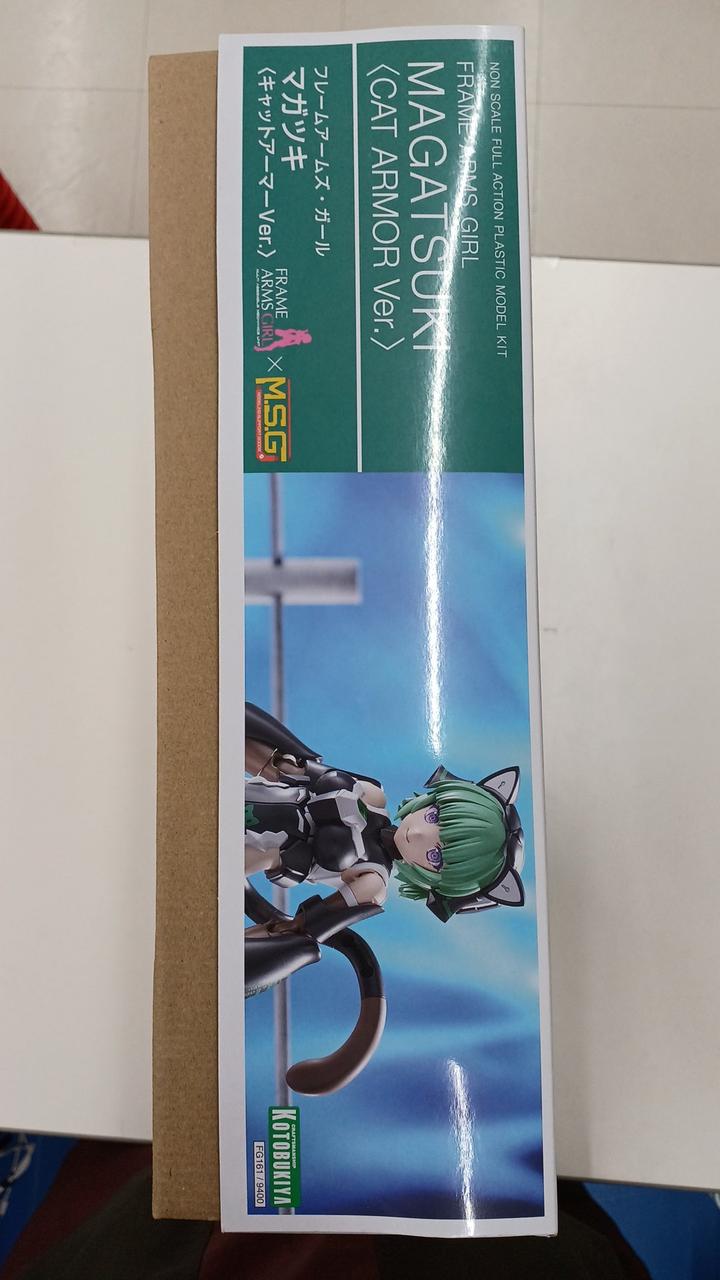 NON SCALE FULL ACTION PLASTIC MODEL KIT
FRAME ARMS GIRL
MAGATSUKI
〈CAT ARMOR Ver.〉
フレームアームズ・ガール
マガツキ
〈キャットアーマーVer.〉
FRAME
ARMS GIRL
×
M.S.G
CRAFTSMANSHIP
KOTOBUKIYA
FG161 / 9400